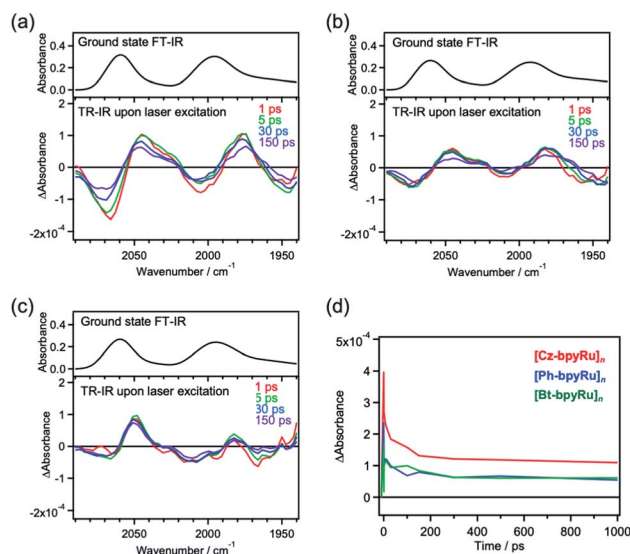 (a)
Ground state FT-IR
Absorbance
0.4
0.2
0.0
TR-IR upon laser excitation
1 ps
5 ps
30 ps
150 ps
ΔAbsorbance
2
1
0
-1
-2x10⁻⁴
2050
2000
1950
Wavenumber / cm⁻¹
(b)
Ground state FT-IR
Absorbance
0.4
0.2
0.0
TR-IR upon laser excitation
1 ps
5 ps
30 ps
150 ps
ΔAbsorbance
2
1
0
-1
-2x10⁻⁴
2050
2000
1950
Wavenumber / cm⁻¹
(c)
Ground state FT-IR
Absorbance
0.4
0.2
0.0
TR-IR upon laser excitation
1 ps
5 ps
30 ps
150 ps
ΔAbsorbance
2
1
0
-1
-2x10⁻⁴
2050
2000
1950
Wavenumber / cm⁻¹
(d)
5x10⁻⁴
4
3
2
1
0
ΔAbsorbance
[Cz-bpyRu]n
[Ph-bpyRu]n
[Bt-bpyRu]n
0 200 400 600 800 1000
Time / ps